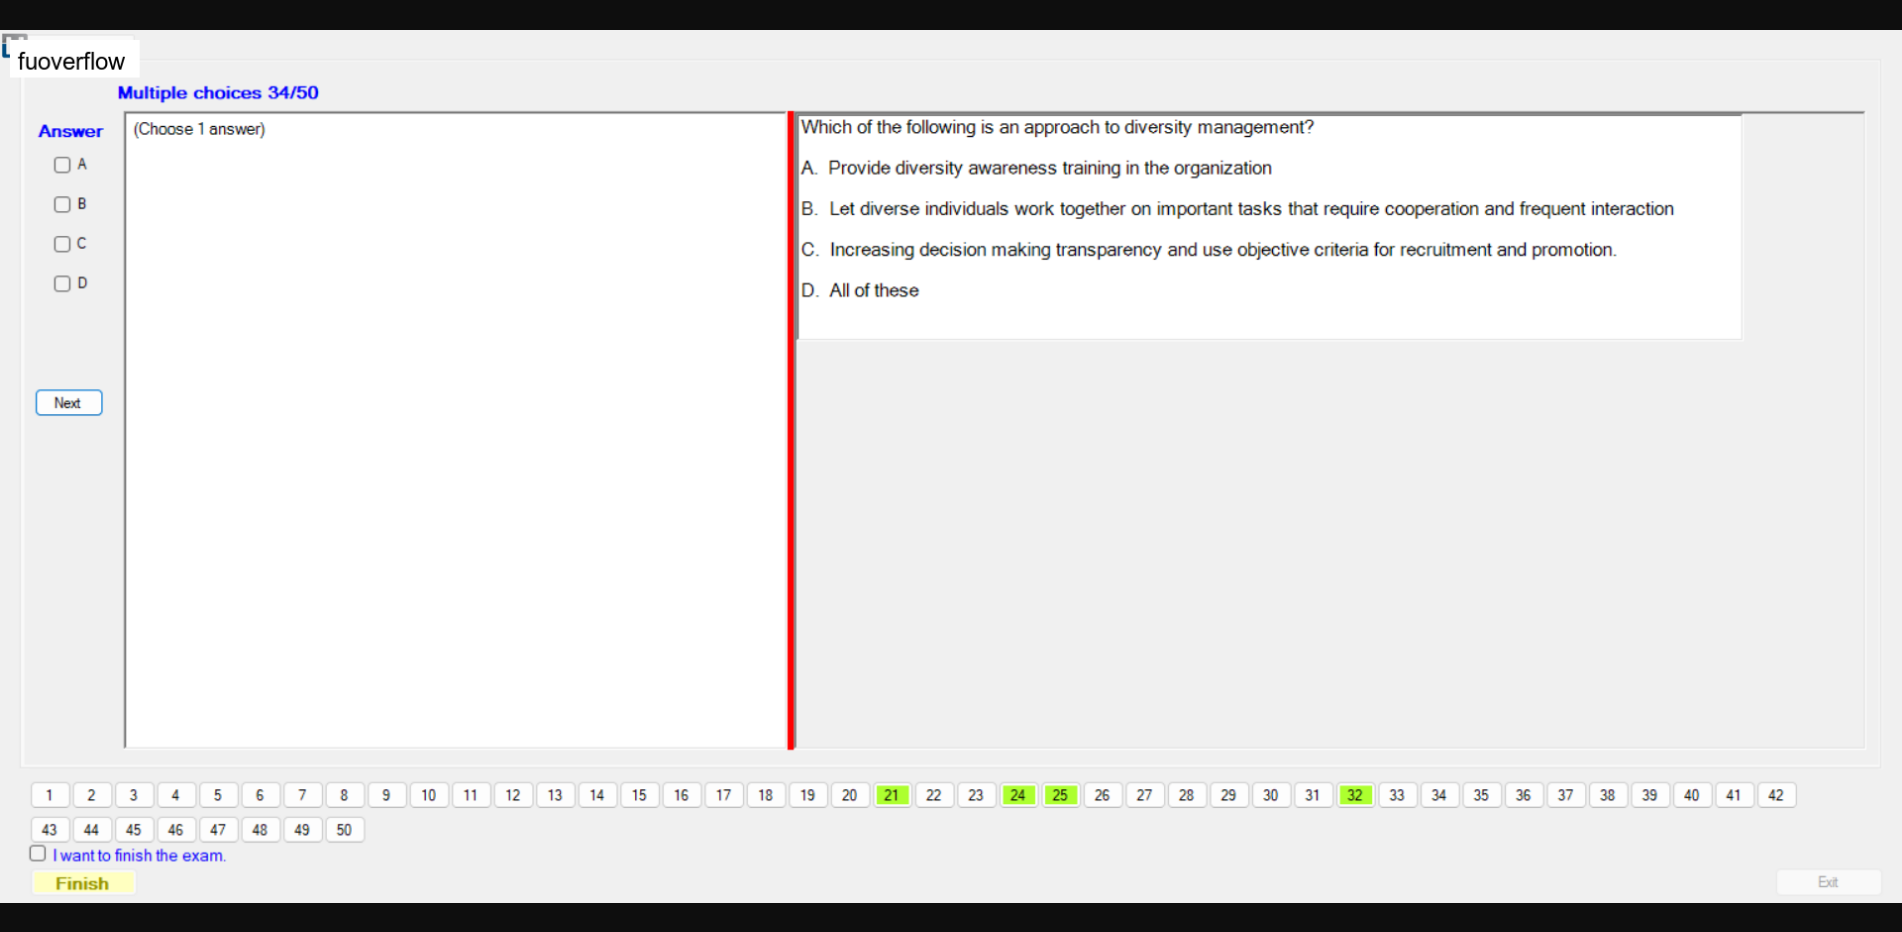 fuoverflow
Multiple choices 34/50
Answer
(Choose 1 answer)
A
B
C
D
Next
Which of the following is an approach to diversity management?
A. Provide diversity awareness training in the organization
B. Let diverse individuals work together on important tasks that require cooperation and frequent interaction
C. Increasing decision making transparency and use objective criteria for recruitment and promotion.
D. All of these
1 2 3 4 5 6 7 8 9 10 11 12 13 14 15 16 17 18 19 20 21 22 23 24 25 26 27 28 29 30 31 32 33 34 35 36 37 38 39 40 41 42
43 44 45 46 47 48 49 50
I want to finish the exam.
Finish
Exit